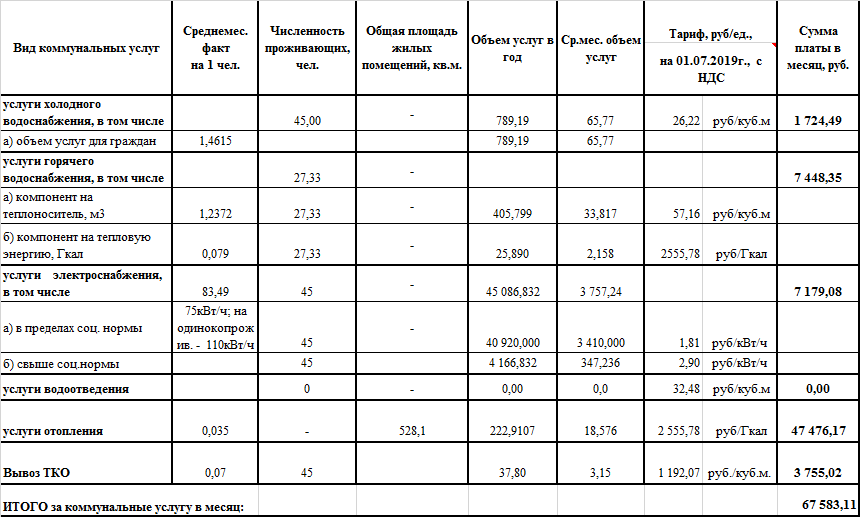 Вид коммунальных услуг Среднемес. факт на 1 чел. Численность проживающих, чел. Общая площадь жилых помещений, кв.м. Объем услуг в год Ср.мес. объем услуг Тариф, руб/ед., на 01.07.2019г., с НДС Сумма платы в месяц, руб.
услуги холодного
водоснабжения, в том числе 45,00 - 789,19 65,77 26,22 руб/куб.м 1 724,49
а) объем услуг для граждан 1,4615 789,19 65,77
услуги горячего
водоснабжения, в том числе 27,33 - 7 448,35
а) компонент на
теплоноситель, м3 1,2372 27,33 - 405,799 33,817 57,16 руб/куб.м
б) компонент на тепловую
энергию, Гкал 0,079 27,33 - 25,890 2,158 2555,78 руб/Гкал
услуги электроснабжения,
в том числе 83,49 45 - 45 086,832 3 757,24 7 179,08
а) в пределах соц. нормы 75кВт/ч; на одинокопрож ив. - 110кВт/ч 45 - 40 920,000 3 410,000 1,81 руб/кВт/ч
б) свыше соц.нормы 45 4 166,832 347,236 2,90 руб/кВт/ч
услуги водоотведения 0 - 0,00 0,0 32,48 руб/куб.м 0,00
услуги отопления 0,035 - 528,1 222,9107 18,576 2 555,78 руб/Гкал 47 476,17
Вывоз ТКО 0,07 45 37,80 3,15 1 192,07 руб./куб.м. 3 755,02
ИТОГО за коммунальные услугу в месяц: 67 583,11